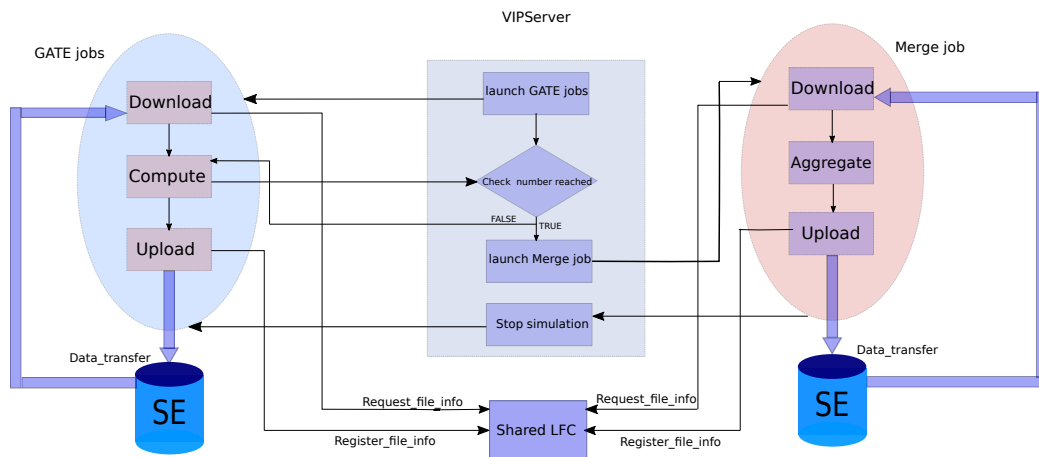 VIPServer
GATE jobs
Merge job
Download
launch GATE jobs
Download
Compute
Check number reached
Aggregate
FALSE
TRUE
Upload
launch Merge job
Upload
Stop simulation
Data_transfer
Data_transfer
SE
SE
Request_file_info
Request_file_info
Shared LFC
Register_file_info
Register_file_info